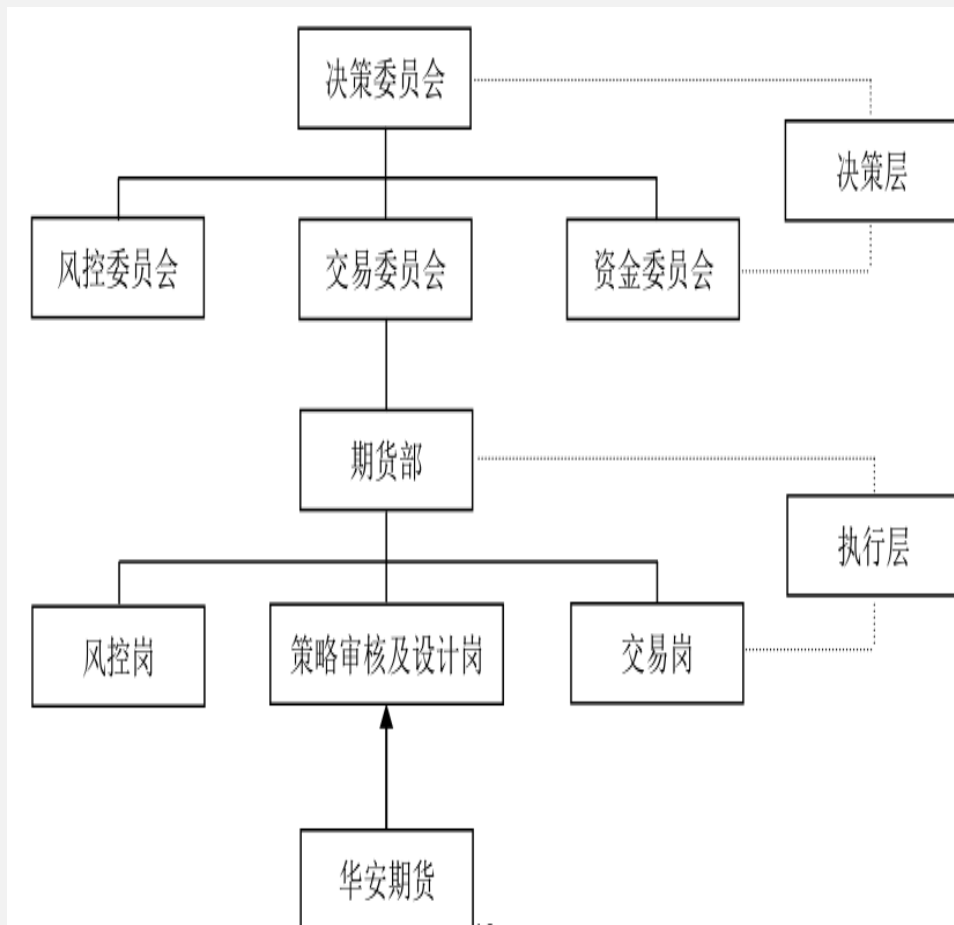 决策委员会
决策层
风控委员会
交易委员会
资金委员会
期货部
执行层
风控岗
策略审核及设计岗
交易岗
华安期货